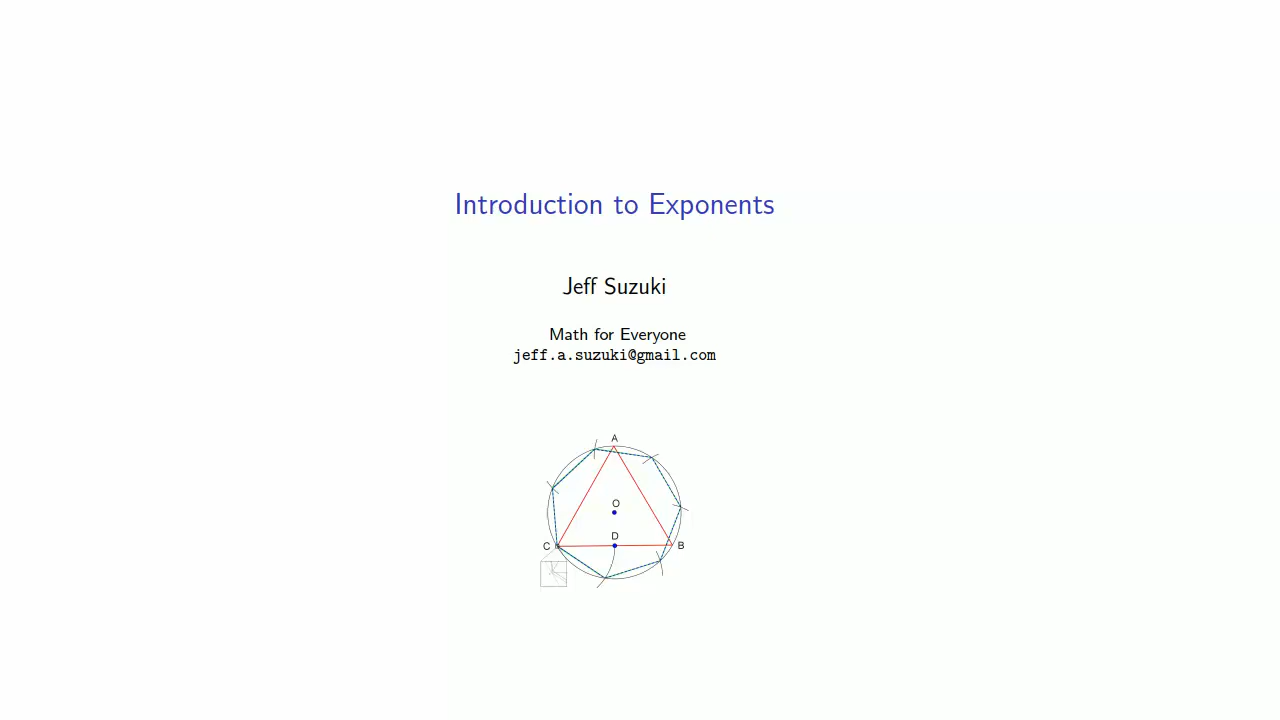 Introduction to Exponents
Jeff Suzuki
Math for Everyone
jeff.a.suzuki@gmail.com
A
O
D
C
B